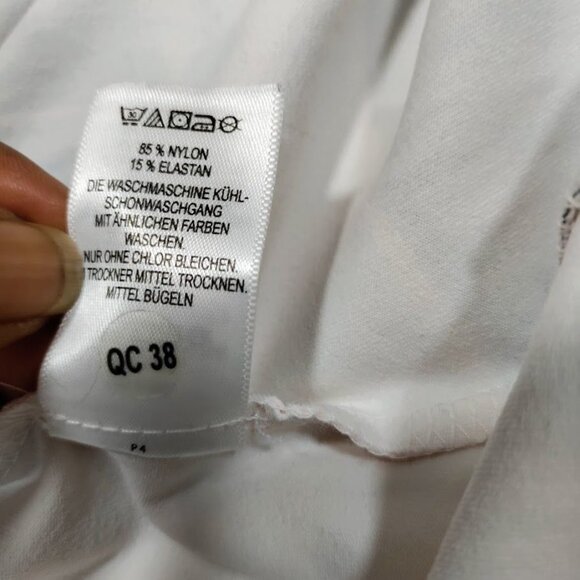 85 % NYLON
15 % ELASTAN
DIE WASCHMASCHINE KÜHL-
SCHONWASCHGANG
MIT ÄHNLICHEN FARBEN
WASCHEN.
NUR OHNE CHLOR BLEICHEN.
TROCKNER MITTEL TROCKNEN.
MITTEL BÜGELN
QC 38
P4